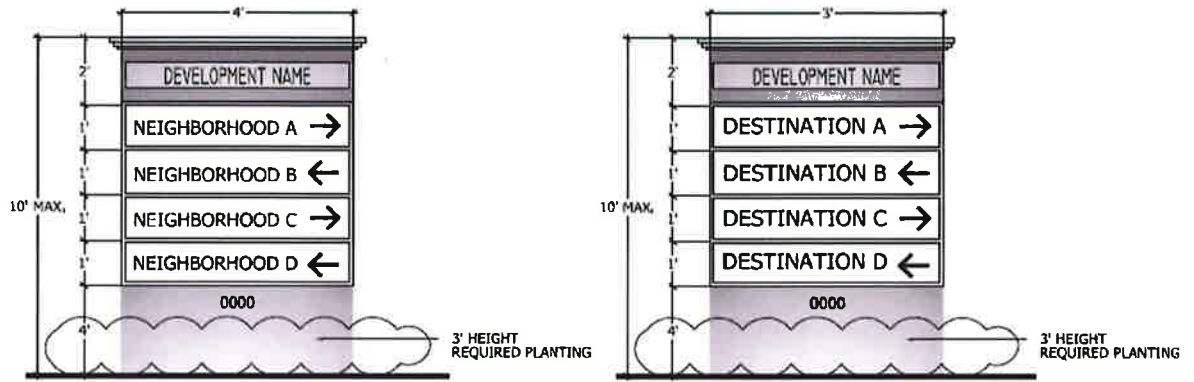 4'
2'
DEVELOPMENT NAME
1'
NEIGHBORHOOD A →
1'
NEIGHBORHOOD B ←
10' MAX.
1'
NEIGHBORHOOD C →
1'
NEIGHBORHOOD D ←
0000
4'
3' HEIGHT
REQUIRED PLANTING
3'
2'
DEVELOPMENT NAME
1'
DESTINATION A →
1'
DESTINATION B ←
10' MAX.
1'
DESTINATION C →
1'
DESTINATION D ←
0000
4'
3' HEIGHT
REQUIRED PLANTING